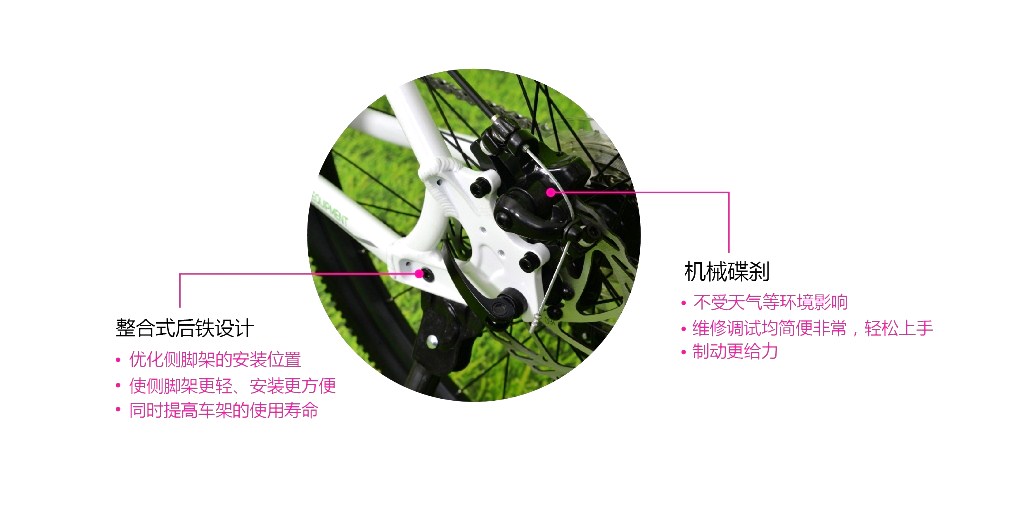 EQUIPMENT
机械碟刹
• 不受天气等环境影响
• 维修调试均简便非常，轻松上手
• 制动更给力
整合式后铁设计
• 优化侧脚架的安装位置
• 使侧脚架更轻、安装更方便
• 同时提高车架的使用寿命